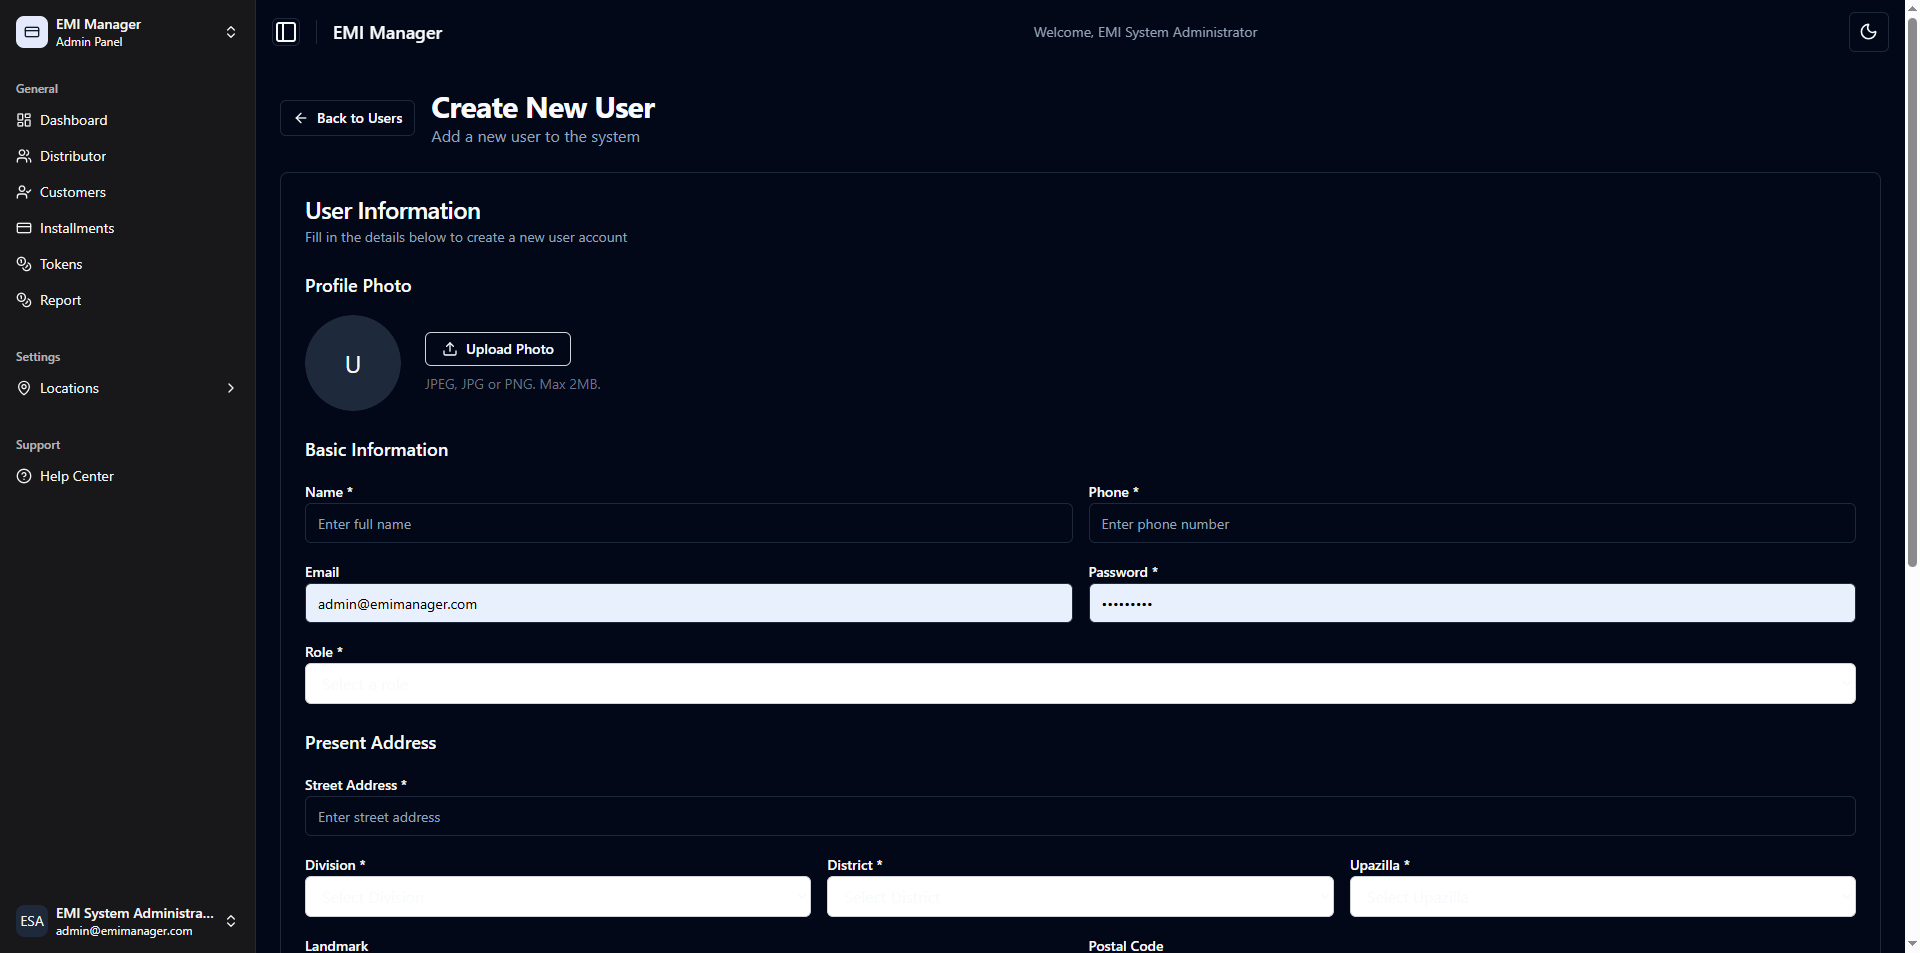 EMI Manager
Admin Panel
General
Dashboard
Distributor
Customers
Installments
Tokens
Report
Settings
Locations
Support
Help Center
ESA
EMI System Administra...
admin@emimanager.com
EMI Manager
Welcome, EMI System Administrator
Back to Users
Create New User
Add a new user to the system
User Information
Fill in the details below to create a new user account
Profile Photo
U
Upload Photo
JPEG, JPG or PNG. Max 2MB.
Basic Information
Name *
Phone *
Enter full name
Enter phone number
Email
Password *
admin@emimanager.com
•••••••••
Role *
Select a role
Present Address
Street Address *
Enter street address
Division *
District *
Upazilla *
Select Division
Select District
Select Upazilla
Landmark
Postal Code